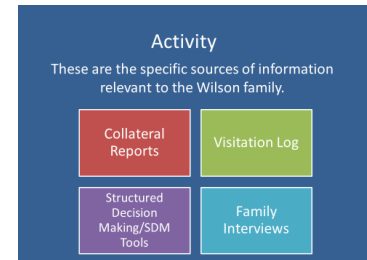 Activity
These are the specific sources of information
relevant to the Wilson family.
Collateral
Reports
Visitation Log
Structured
Decision
Making/SDM
Tools
Family
Interviews